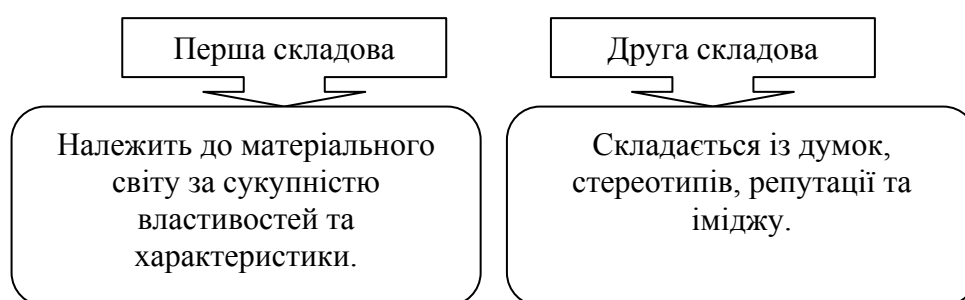 Перша складова
Належить до матеріального
світу за сукупністю
властивостей та
характеристики.
Друга складова
Складається із думок,
стереотипів, репутації та
іміджу.